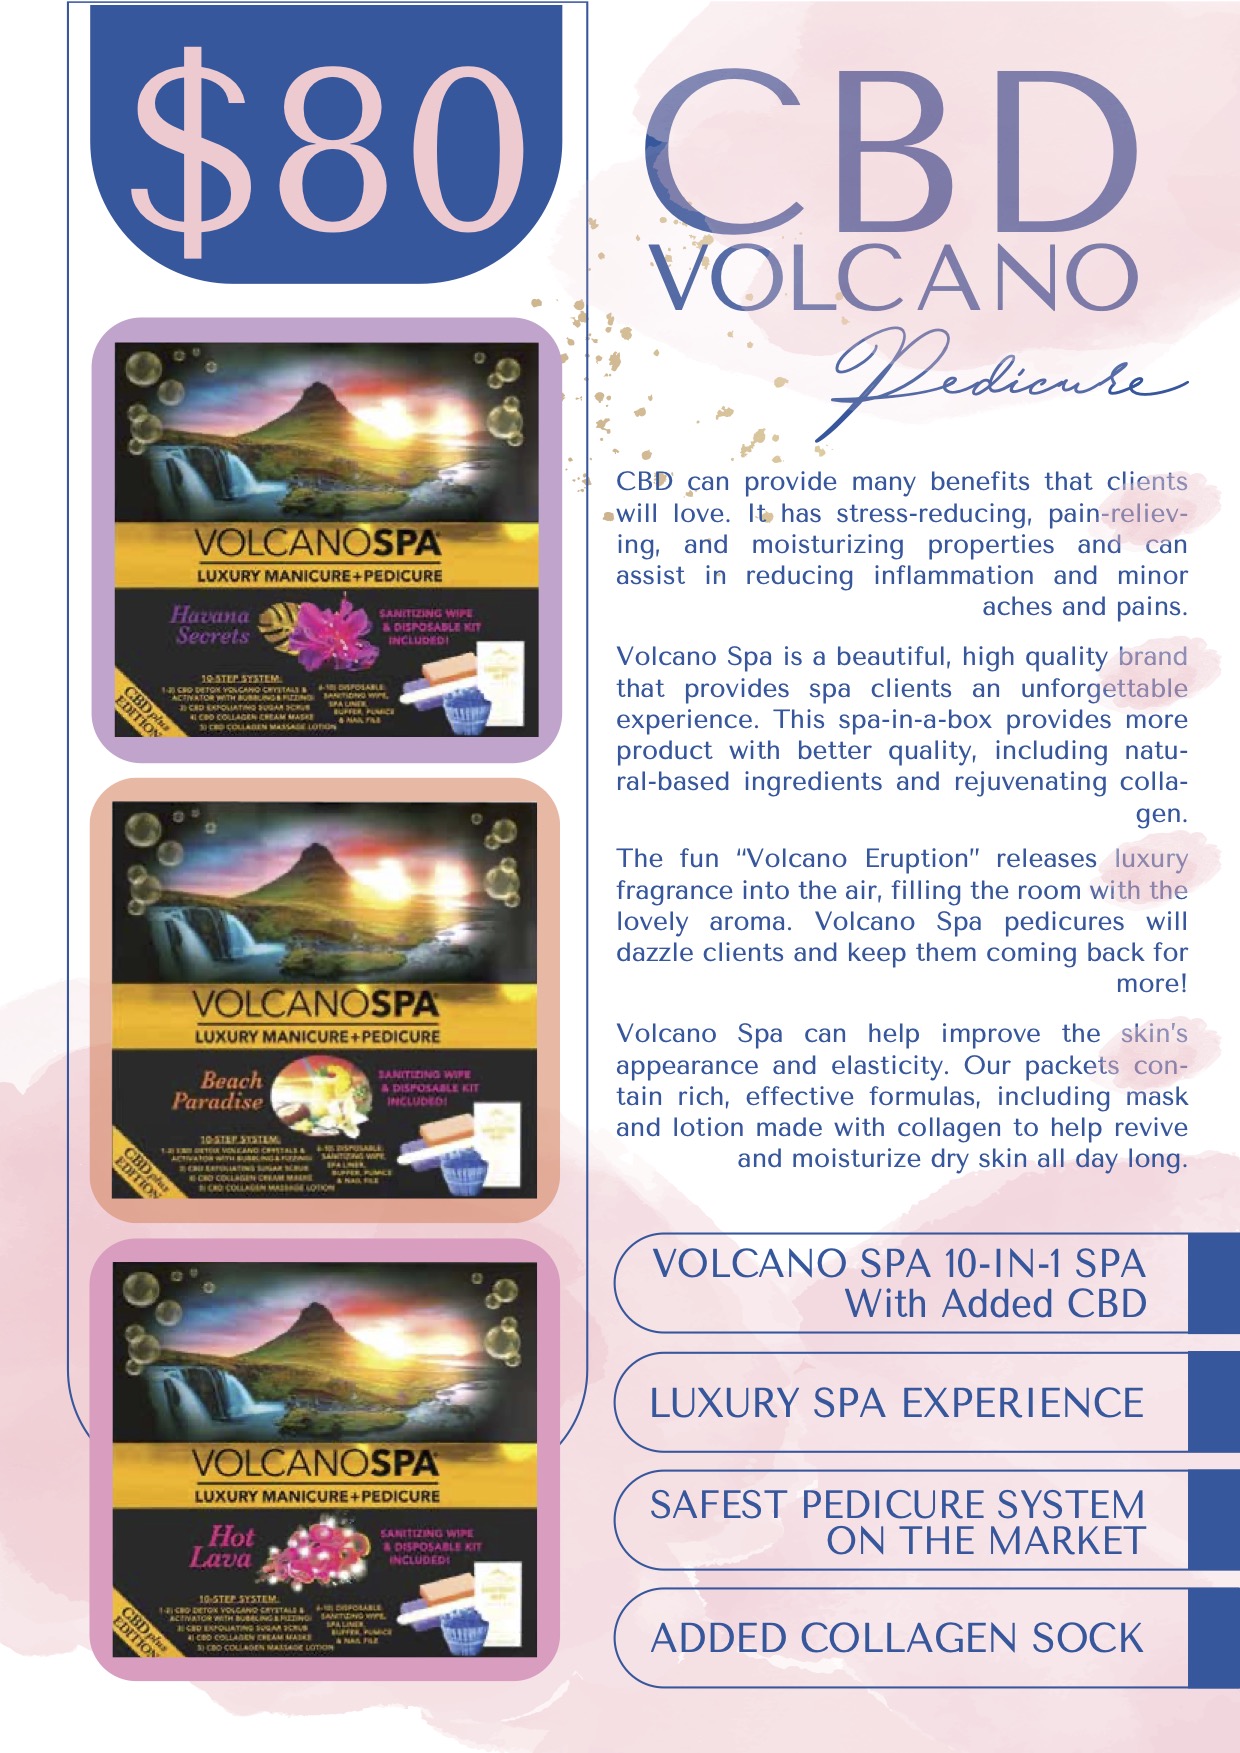 $80
CBD
VOLCANO
Pedicure
CBD can provide many benefits that clients
will love. It has stress-reducing, pain-reliev-
ing, and moisturizing properties and can
assist in reducing inflammation and minor
aches and pains.
Volcano Spa is a beautiful, high quality brand
that provides spa clients an unforgettable
experience. This spa-in-a-box provides more
product with better quality, including natu-
ral-based ingredients and rejuvenating colla-
gen.
The fun “Volcano Eruption” releases luxury
fragrance into the air, filling the room with the
lovely aroma. Volcano Spa pedicures will
dazzle clients and keep them coming back for
more!
Volcano Spa can help improve the skin's
appearance and elasticity. Our packets con-
tain rich, effective formulas, including mask
and lotion made with collagen to help revive
and moisturize dry skin all day long.
VOLCANO SPA 10-IN-1 SPA
With Added CBD
LUXURY SPA EXPERIENCE
SAFEST PEDICURE SYSTEM
ON THE MARKET
ADDED COLLAGEN SOCK
VOLCANOSPA
LUXURY MANICURE+PEDICURE
Havana
Secrets
SANITIZING WIPE
& DISPOSABLE KIT
INCLUDED!
10-STEP SYSTEM:
1-2) CBD DETOX VOLCANO CRYSTALS &
ACTIVATOR WITH BUBBLING & FIZZING!
3) CBD EXFOLIATING SUGAR SCRUB
4) CBD COLLAGEN CREAM MASKE
5) CBD COLLAGEN MASSAGE LOTION
6-10) DISPOSABLE:
SANITIZING WIPE,
SPA LINER,
BUFFER, PUMICE
& NAIL FILE
CBD plus
EDITION
VOLCANOSPA
LUXURY MANICURE+PEDICURE
Beach
Paradise
SANITIZING WIPE
& DISPOSABLE KIT
INCLUDED!
10-STEP SYSTEM:
1-2) CBD DETOX VOLCANO CRYSTALS &
ACTIVATOR WITH BUBBLING & FIZZING!
3) CBD EXFOLIATING SUGAR SCRUB
4) CBD COLLAGEN CREAM MASKE
5) CBD COLLAGEN MASSAGE LOTION
6-10) DISPOSABLE:
SANITIZING WIPE,
SPA LINER,
BUFFER, PUMICE
& NAIL FILE
CBD plus
EDITION
VOLCANOSPA
LUXURY MANICURE+PEDICURE
Hot
Lava
SANITIZING WIPE
& DISPOSABLE KIT
INCLUDED!
10-STEP SYSTEM:
1-2) CBD DETOX VOLCANO CRYSTALS &
ACTIVATOR WITH BUBBLING & FIZZING!
3) CBD EXFOLIATING SUGAR SCRUB
4) CBD COLLAGEN CREAM MASKE
5) CBD COLLAGEN MASSAGE LOTION
6-10) DISPOSABLE:
SANITIZING WIPE,
SPA LINER,
BUFFER, PUMICE
& NAIL FILE
CBD plus
EDITION